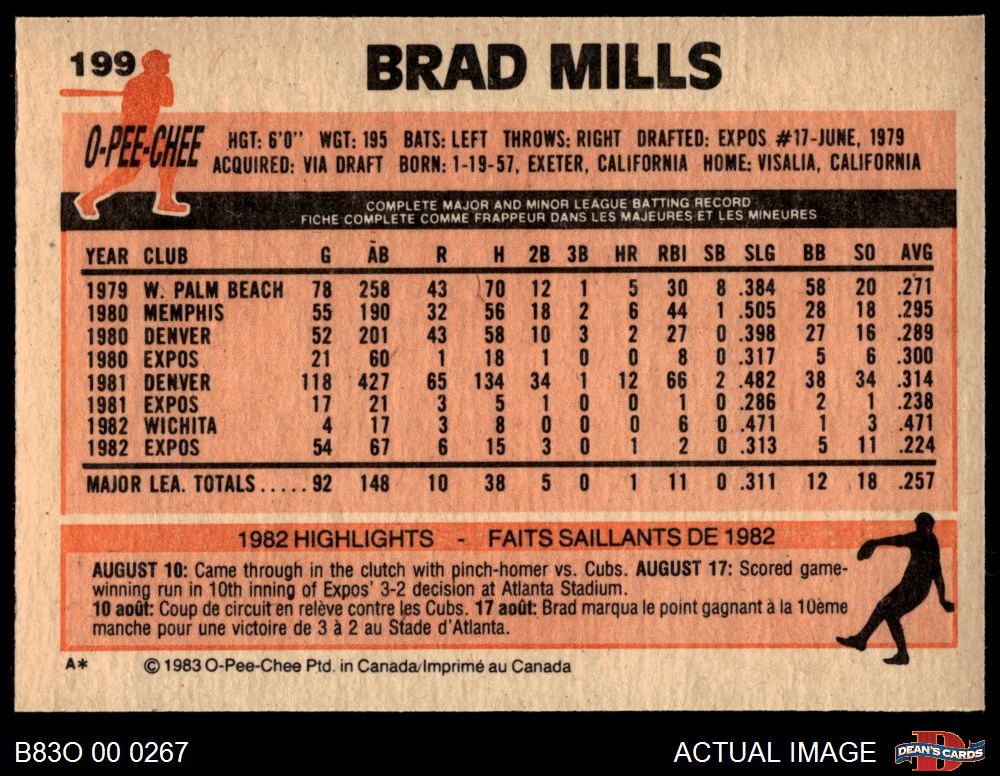 199
BRAD MILLS
O-PEE-CHEE
HGT: 6'0" WGT: 195 BATS: LEFT THROWS: RIGHT DRAFTED: EXPOS #17-JUNE, 1979
ACQUIRED: VIA DRAFT BORN: 1-19-57, EXETER, CALIFORNIA HOME: VISALIA, CALIFORNIA
COMPLETE MAJOR AND MINOR LEAGUE BATTING RECORD
FICHE COMPLETE COMME FRAPPEUR DANS LES MAJEURES ET LES MINEURES
YEAR CLUB G AB R H 2B 3B HR RBI SB SLG BB SO AVG
1979 W. PALM BEACH 78 258 43 70 12 1 5 30 8 .384 58 20 .271
1980 MEMPHIS 55 190 32 56 18 2 6 44 1 .505 28 18 .295
1980 DENVER 52 201 43 58 10 3 2 27 0 .398 27 16 .289
1980 EXPOS 21 60 1 18 1 0 0 8 0 .317 5 6 .300
1981 DENVER 118 427 65 134 34 1 12 66 2 .482 38 34 .314
1981 EXPOS 17 21 3 5 1 0 0 1 0 .286 2 1 .238
1982 WICHITA 4 17 3 8 0 0 0 6 0 .471 1 3 .471
1982 EXPOS 54 67 6 15 3 0 1 2 0 .313 5 11 .224
MAJOR LEA. TOTALS.....92 148 10 38 5 0 1 11 0 .311 12 18 .257
1982 HIGHLIGHTS - FAITS SAILLANTS DE 1982
AUGUST 10: Came through in the clutch with pinch-homer vs. Cubs. AUGUST 17: Scored game-
winning run in 10th inning of Expos' 3-2 decision at Atlanta Stadium.
10 août: Coup de circuit en relève contre les Cubs. 17 août: Brad marqua le point gagnant à la 10ème
manche pour une victoire de 3 à 2 au Stade d'Atlanta.
A* © 1983 O-Pee-Chee Ptd. in Canada/Imprimé au Canada
B83O 00 0267
ACTUAL IMAGE
DEAN'S CARDS